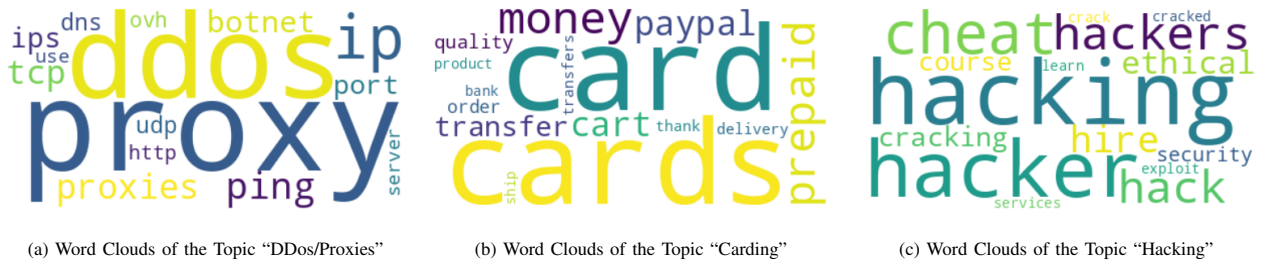 dns ovh botnet
ips use ddos ip
tcp port
proxy
udp
http server
proxies ping
(a) Word Clouds of the Topic “DDos/Proxies”
money paypal
quality card transfers prepaid
product
bank
order
transfer cart thank delivery
cards
ship
(b) Word Clouds of the Topic “Carding”
crack cracked
cheat hackers
course learn ethical
hacking
cracking hire
security
hacker exploit
hack
services
(c) Word Clouds of the Topic “Hacking”